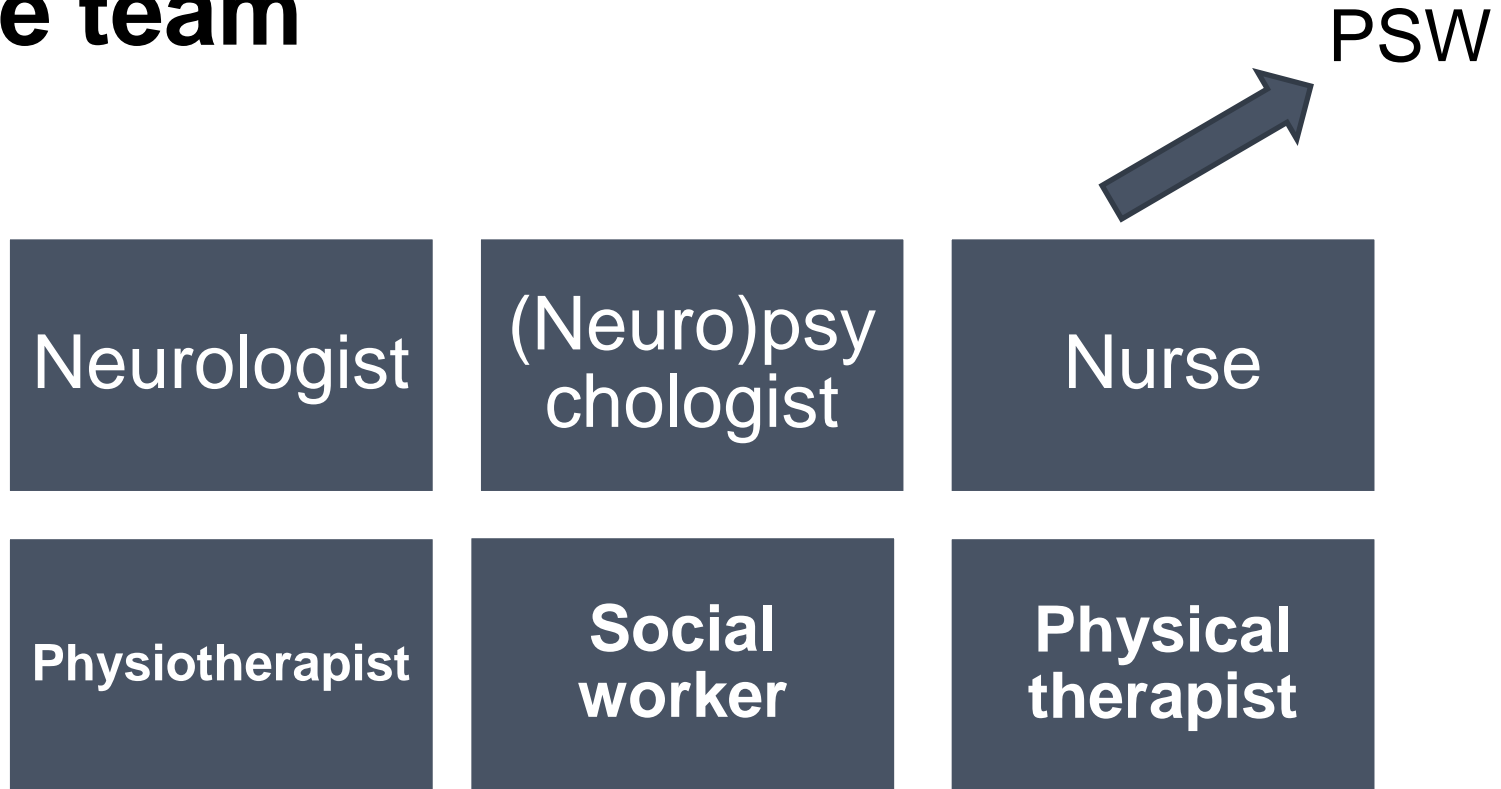 e team
PSW
Neurologist
(Neuro)psy
chologist
Nurse
Physiotherapist
Social
worker
Physical
therapist